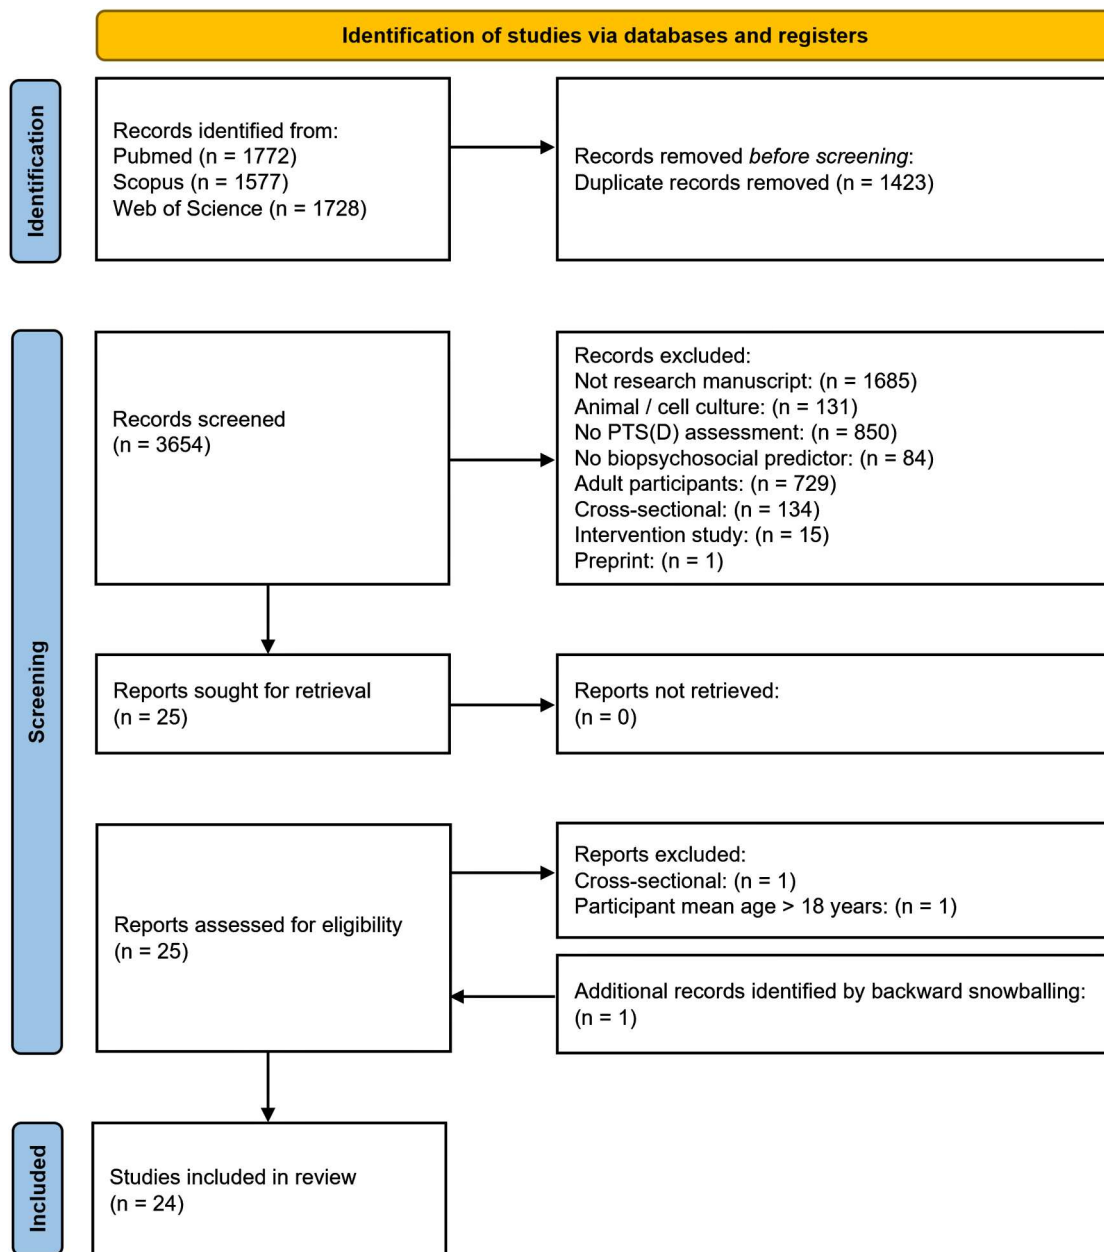 Identification of studies via databases and registers
Identification
Records identified from:
Pubmed (n = 1772)
Scopus (n = 1577)
Web of Science (n = 1728)
Records removed before screening:
Duplicate records removed (n = 1423)
Screening
Records screened
(n = 3654)
Records excluded:
Not research manuscript: (n = 1685)
Animal / cell culture: (n = 131)
No PTS(D) assessment: (n = 850)
No biopsychosocial predictor: (n = 84)
Adult participants: (n = 729)
Cross-sectional: (n = 134)
Intervention study: (n = 15)
Preprint: (n = 1)
Reports sought for retrieval
(n = 25)
Reports not retrieved:
(n = 0)
Reports assessed for eligibility
(n = 25)
Reports excluded:
Cross-sectional: (n = 1)
Participant mean age > 18 years: (n = 1)
Additional records identified by backward snowballing:
(n = 1)
Included
Studies included in review
(n = 24)